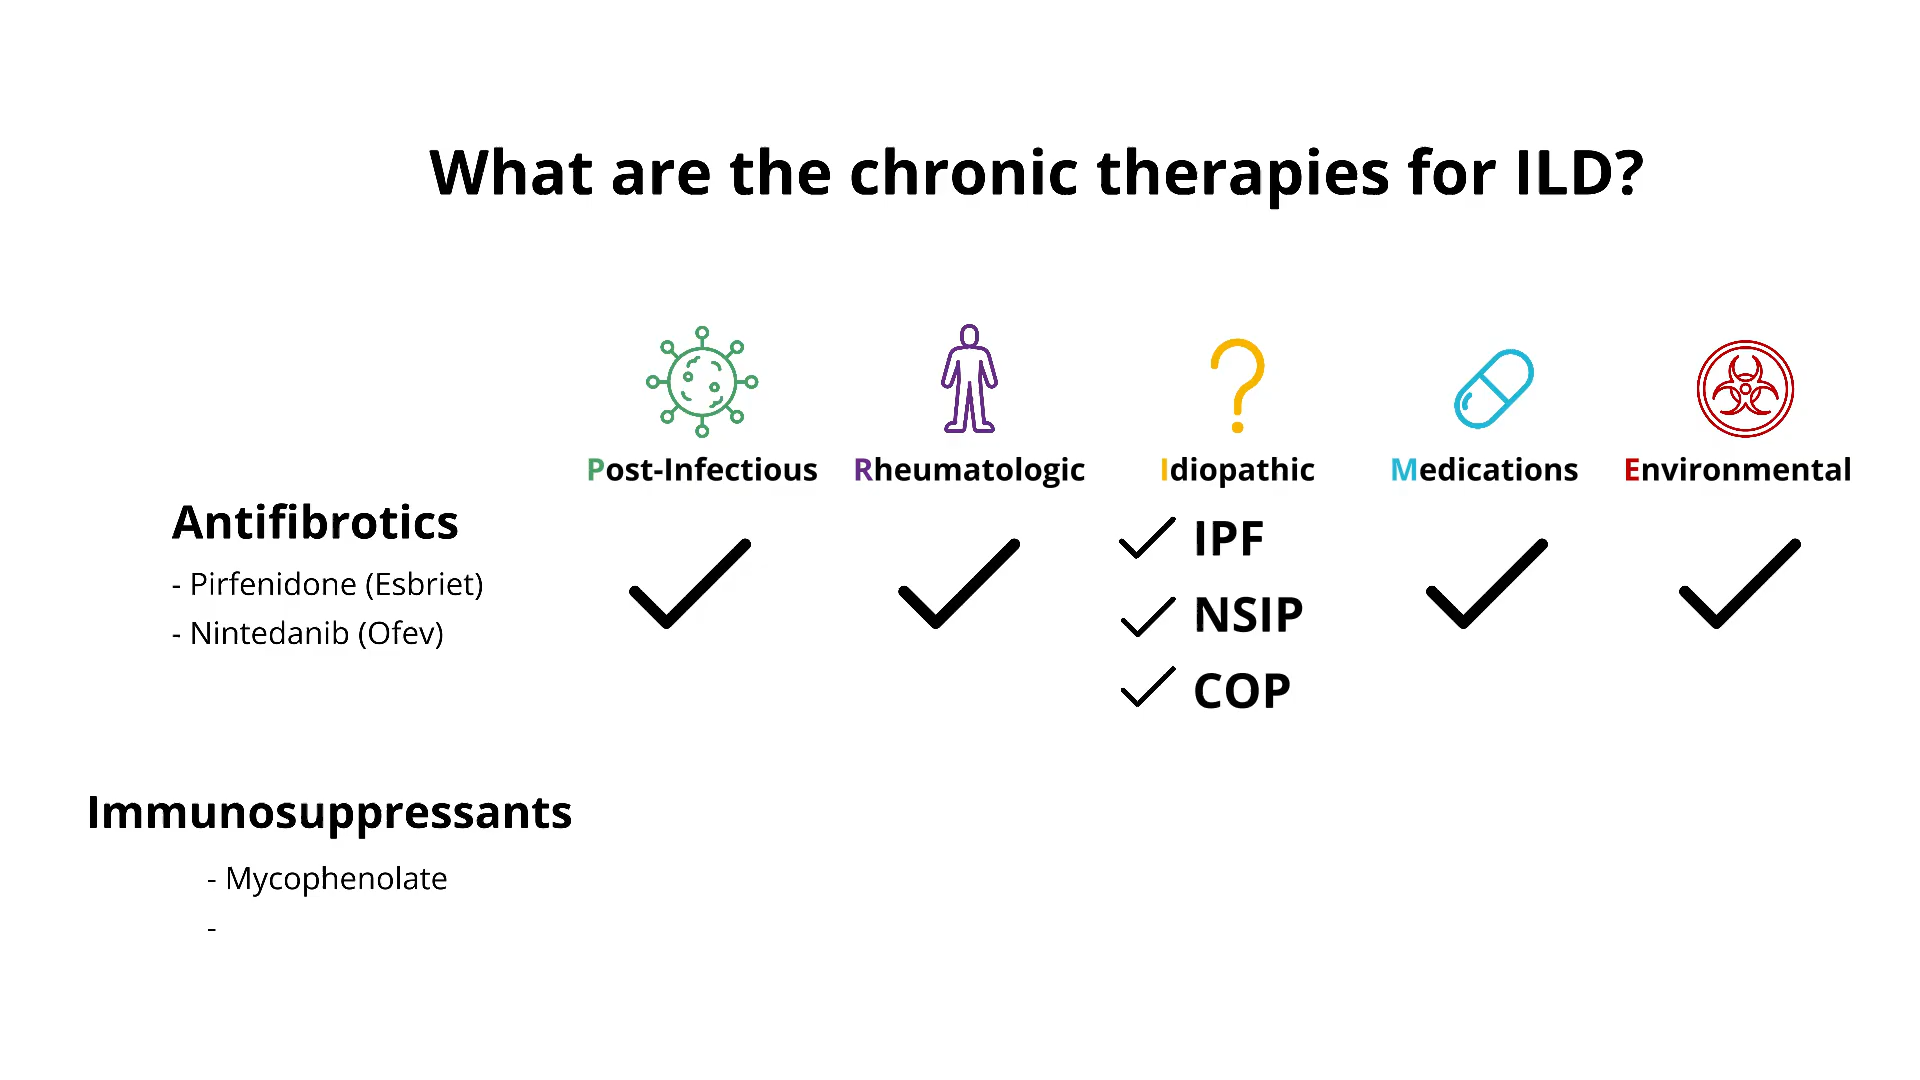 What are the chronic therapies for ILD?
Post-Infectious Rheumatologic Idiopathic Medications Environmental
Antifibrotics
- Pirfenidone (Esbriet)
- Nintedanib (Ofev)
IPF
NSIP
COP
Immunosuppressants
- Mycophenolate
-